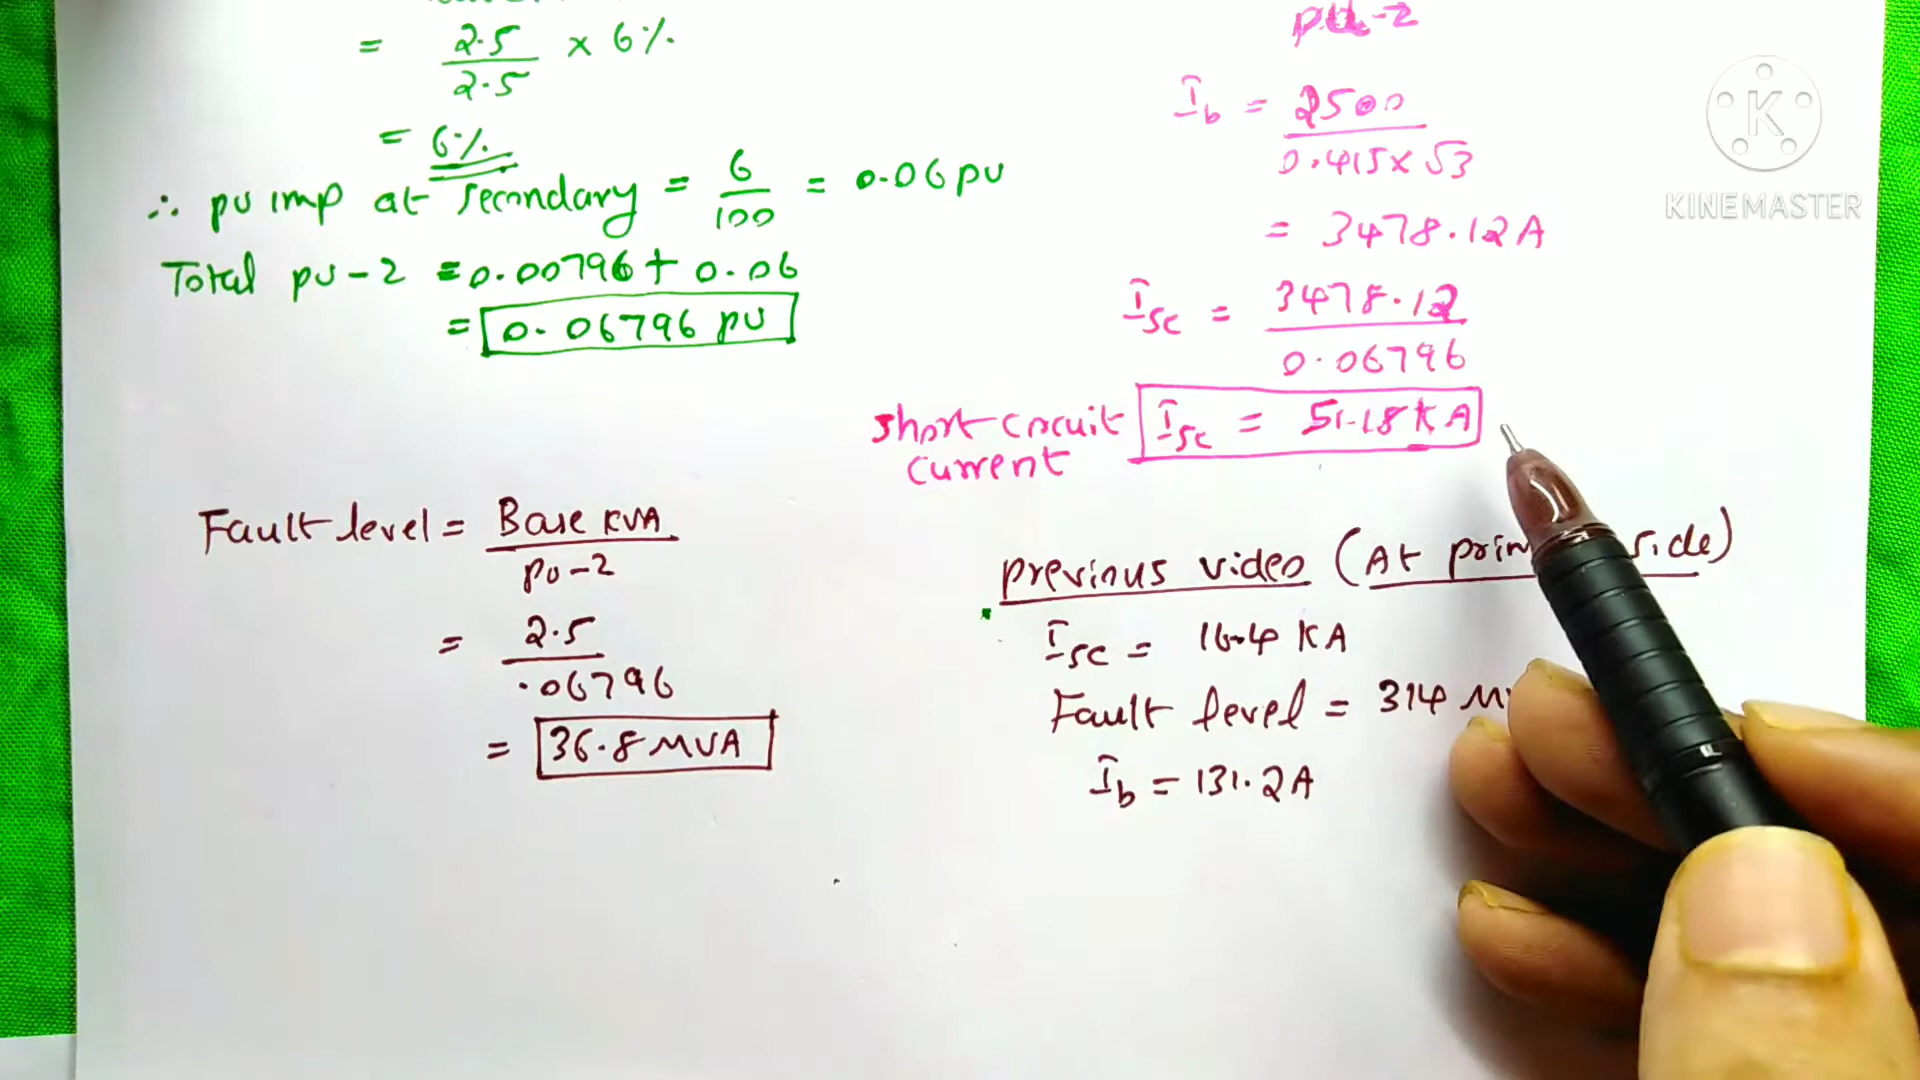 = 2.5 / 2.5 × 6%
= 6%
∴ pu imp at secondary = 6 / 100 = 0.06 pu
Total pu-2 = 0.00796 + 0.06
= 0.06796 pu
pu-2
Ib = 2500 / 0.415 × √3
= 3478.12 A
Isc = 3478.12 / 0.06796
short circuit Isc = 51.18 KA
current
Fault level = Base KVA / pu-2
= 2.5 / .06796
= 36.8 MVA
previous video (At side)
Isc = 16.4 KA
Fault level = 314
Ib = 131.2 A
K
KINEMASTER